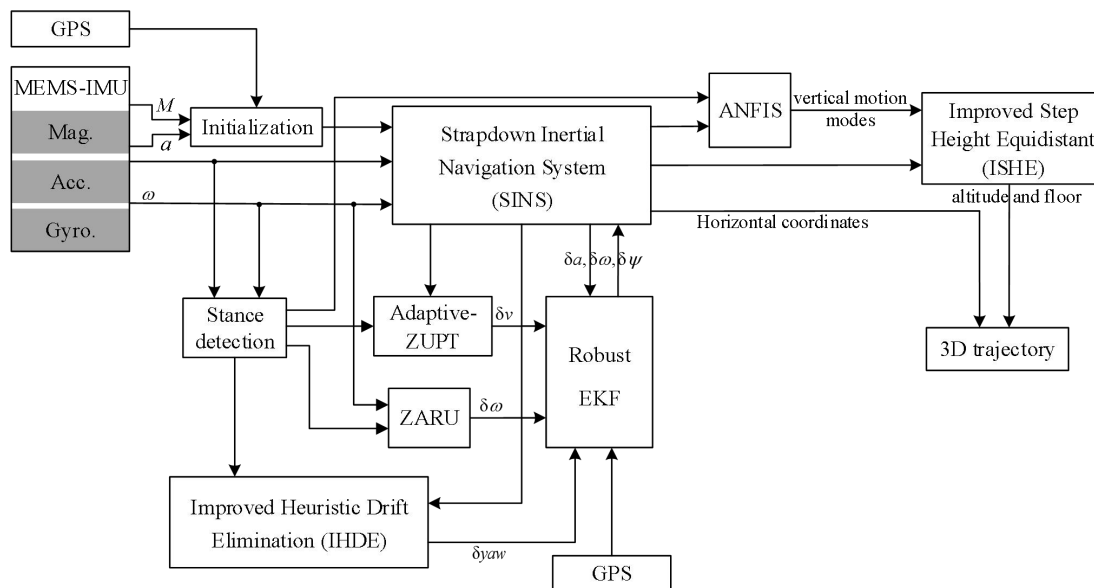 GPS
MEMS-IMU
M
Mag.
a
Acc.
ω
Gyro.
Initialization
Strapdown Inertial
Navigation System
(SINS)
ANFIS
vertical motion
modes
Improved Step
Height Equidistant
(ISHE)
altitude and floor
Horizontal coordinates
δa,δω,δψ
Stance
detection
Adaptive-
ZUPT
δv
Robust
EKF
3D trajectory
ZARU
δω
Improved Heuristic Drift
Elimination (IHDE)
δyaw
GPS